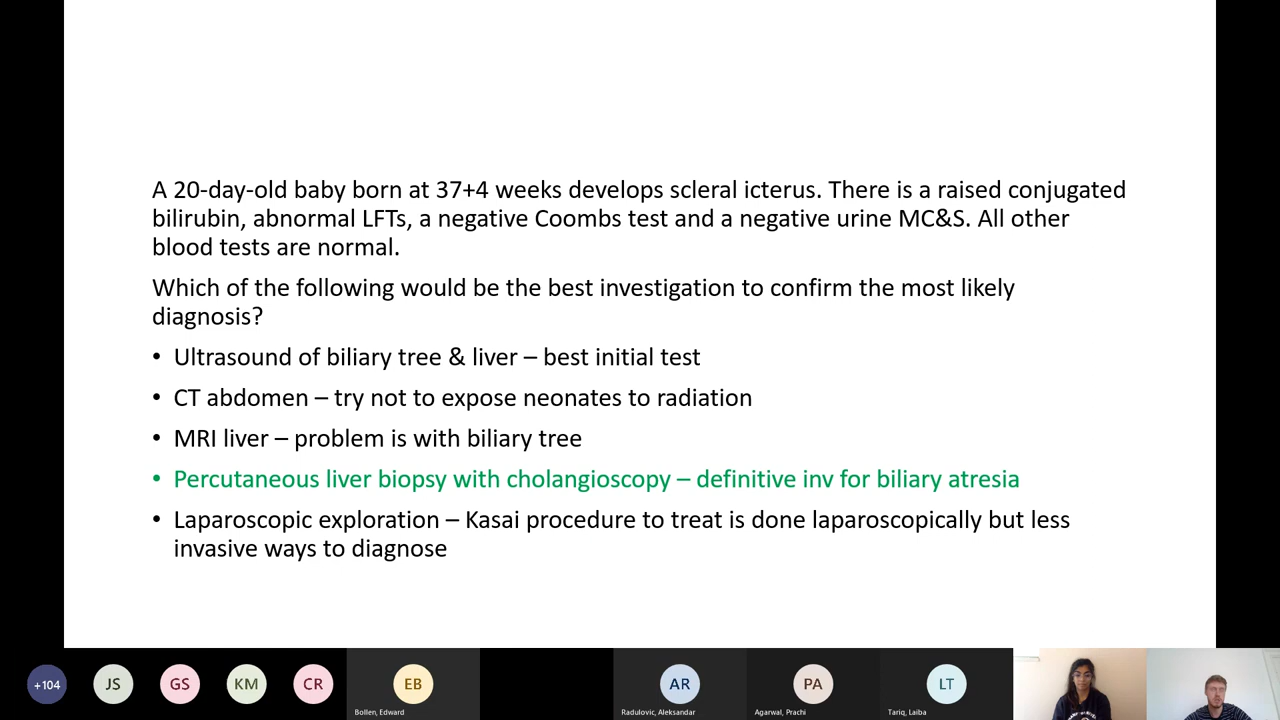 A 20-day-old baby born at 37+4 weeks develops scleral icterus. There is a raised conjugated
bilirubin, abnormal LFTs, a negative Coombs test and a negative urine MC&S. All other
blood tests are normal.
Which of the following would be the best investigation to confirm the most likely
diagnosis?
• Ultrasound of biliary tree & liver – best initial test
• CT abdomen – try not to expose neonates to radiation
• MRI liver – problem is with biliary tree
• Percutaneous liver biopsy with cholangioscopy – definitive inv for biliary atresia
• Laparoscopic exploration – Kasai procedure to treat is done laparoscopically but less
invasive ways to diagnose
+104 JS GS KM CR EB AR PA LT
Bollen, Edward Radulovic, Aleksandar Agarwal, Prachi Tariq, Laiba